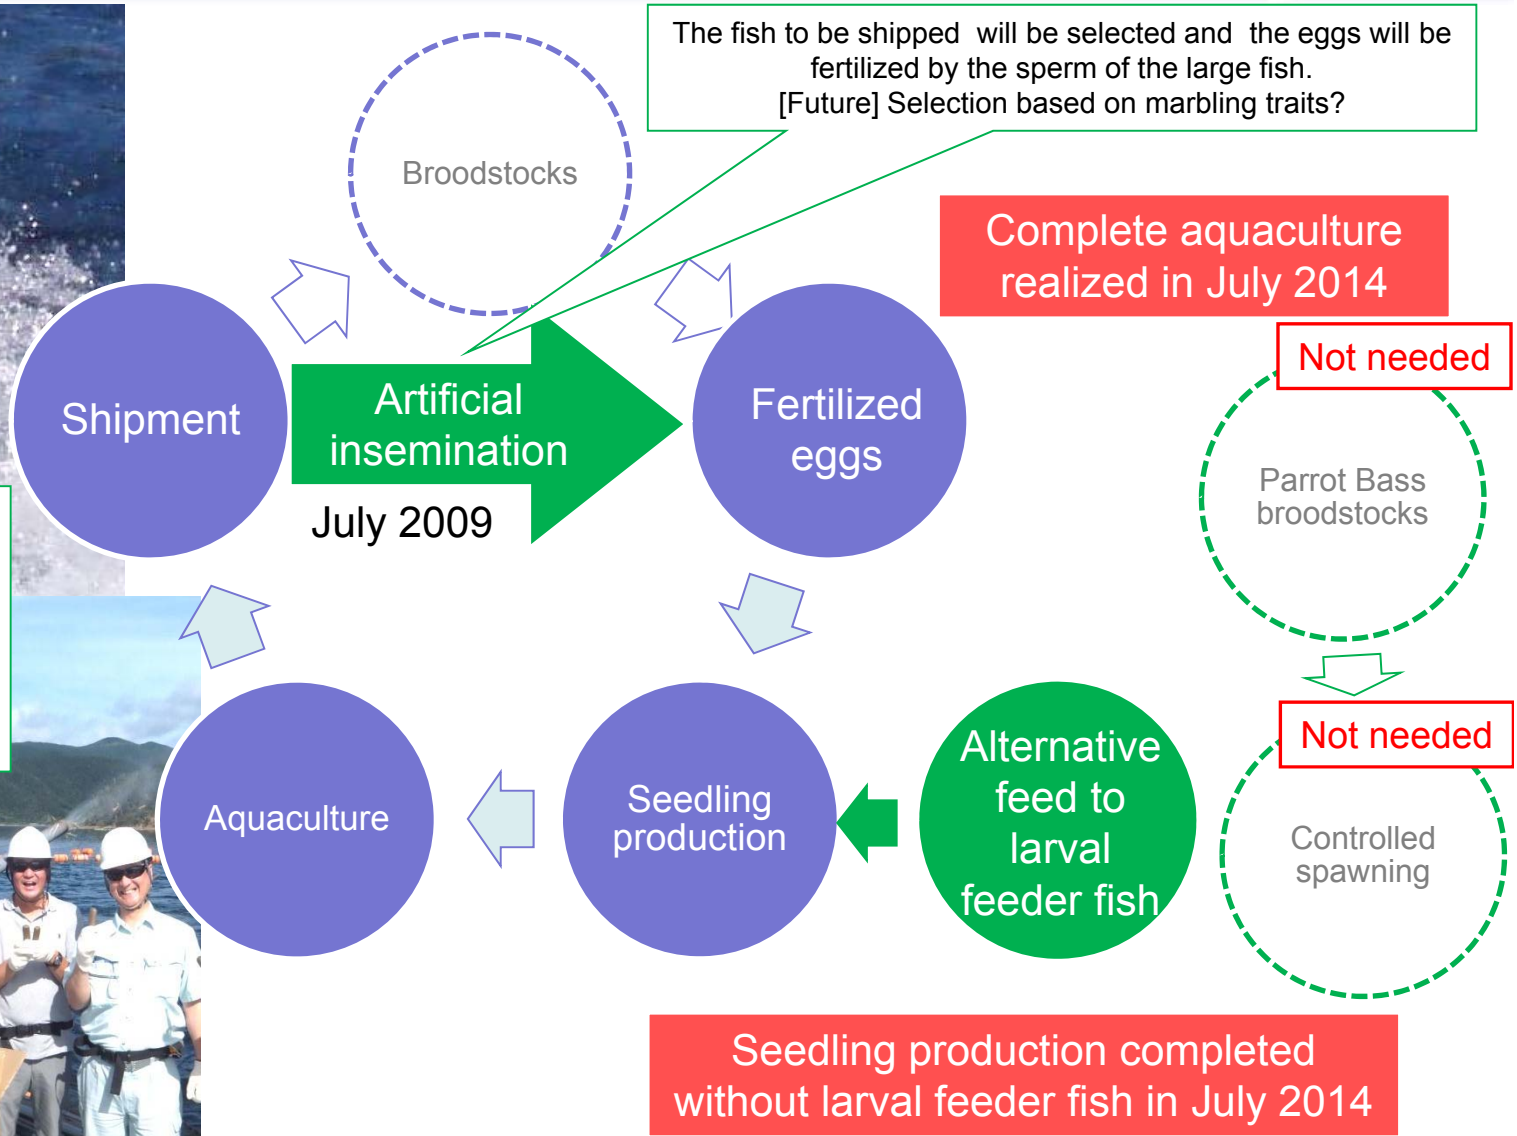 The fish to be shipped will be selected and the eggs will be
fertilized by the sperm of the large fish.
[Future] Selection based on marbling traits?
Broodstocks
Complete aquaculture
realized in July 2014
Not needed
Shipment
Artificial
insemination
July 2009
Fertilized
eggs
Parrot Bass
broodstocks
Not needed
Aquaculture
Seedling
production
Alternative
feed to
larval
feeder fish
Controlled
spawning
Seedling production completed
without larval feeder fish in July 2014